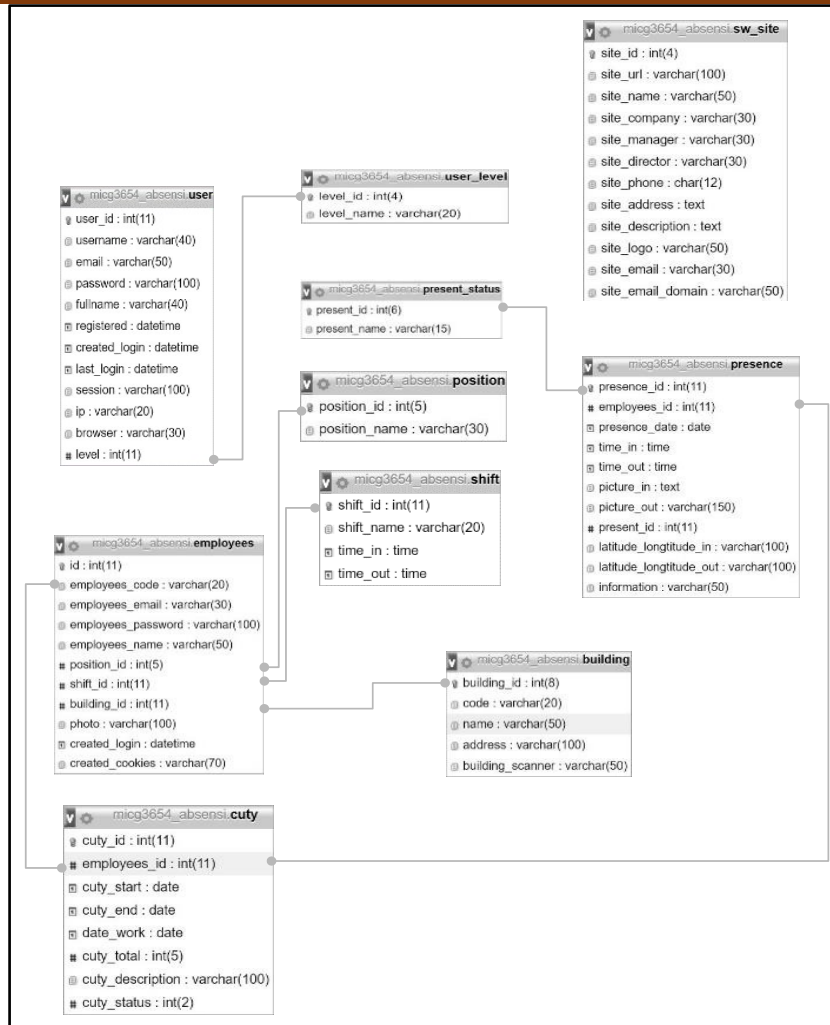 micg3654_absensi.sw_site
site_id : int(4)
site_url : varchar(100)
site_name : varchar(50)
site_company : varchar(30)
site_manager : varchar(30)
site_director : varchar(30)
site_phone : char(12)
site_address : text
site_description : text
site_logo : varchar(50)
site_email : varchar(30)
site_email_domain : varchar(50)
micg3654_absensi.user
user_id : int(11)
username : varchar(40)
email : varchar(50)
password : varchar(100)
fullname : varchar(40)
registered : datetime
created_login : datetime
last_login : datetime
session : varchar(100)
ip : varchar(20)
browser : varchar(30)
level : int(11)
micg3654_absensi.user_level
level_id : int(4)
level_name : varchar(20)
micg3654_absensi.present_status
present_id : int(6)
present_name : varchar(15)
micg3654_absensi.position
position_id : int(5)
position_name : varchar(30)
micg3654_absensi.presence
presence_id : int(11)
employees_id : int(11)
presence_date : date
time_in : time
time_out : time
picture_in : text
picture_out : varchar(150)
present_id : int(11)
latitude_longtitude_in : varchar(100)
latitude_longtitude_out : varchar(100)
information : varchar(50)
micg3654_absensi.shift
shift_id : int(11)
shift_name : varchar(20)
time_in : time
time_out : time
micg3654_absensi.employees
id : int(11)
employees_code : varchar(20)
employees_email : varchar(30)
employees_password : varchar(100)
employees_name : varchar(50)
position_id : int(5)
shift_id : int(11)
building_id : int(11)
photo : varchar(100)
created_login : datetime
created_cookies : varchar(70)
micg3654_absensi.building
building_id : int(8)
code : varchar(20)
name : varchar(50)
address : varchar(100)
building_scanner : varchar(50)
micg3654_absensi.cuty
cuty_id : int(11)
employees_id : int(11)
cuty_start : date
cuty_end : date
date_work : date
cuty_total : int(5)
cuty_description : varchar(100)
cuty_status : int(2)